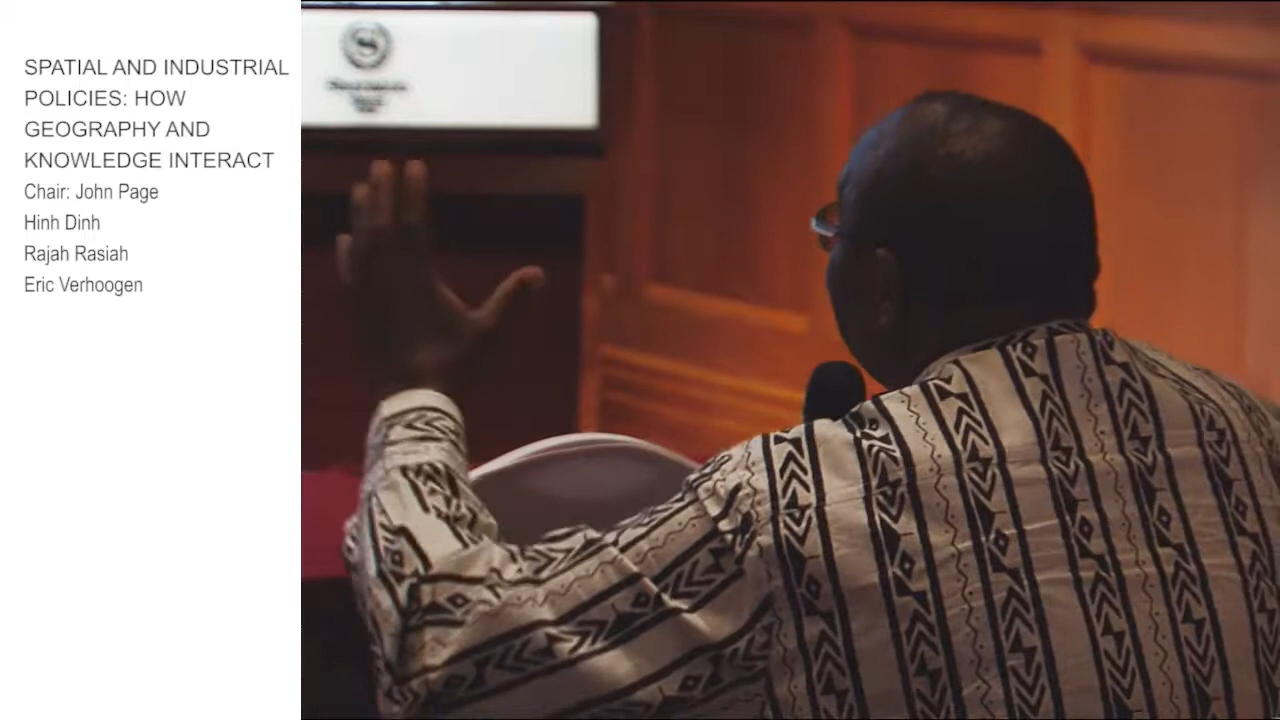 SPATIAL AND INDUSTRIAL
POLICIES: HOW
GEOGRAPHY AND
KNOWLEDGE INTERACT
Chair: John Page
Hinh Dinh
Rajah Rasiah
Eric Verhoogen